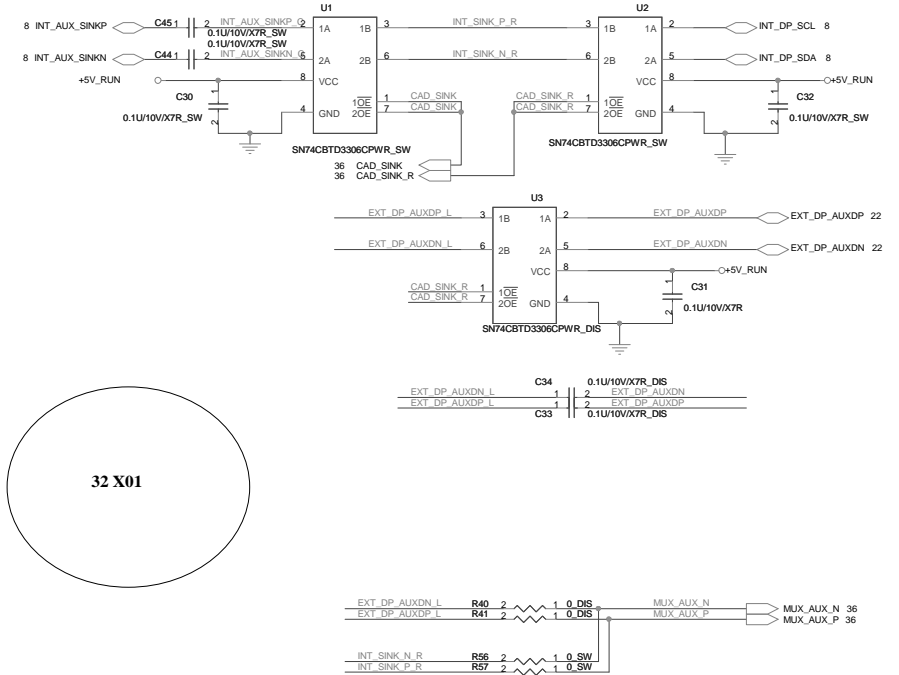 U1
U2
8 INT_AUX_SINKP C45 1 2 INT_AUX_SINKP_C 2 1A 1B 3 INT_SINK_P_R 3 1B 1A 2 INT_DP_SCL 8
0.1U/10V/X7R_SW
0.1U/10V/X7R_SW
8 INT_AUX_SINKN C44 1 2 INT_AUX_SINKN_C 5 2A 2B 6 INT_SINK_N_R 6 2B 2A 5 INT_DP_SDA 8
+5V_RUN 8 VCC VCC 8 +5V_RUN
C30 1 2 0.1U/10V/X7R_SW
4 GND 1OE 1 CAD_SINK
2OE 7 CAD_SINK
CAD_SINK_R 1 1OE
CAD_SINK_R 7 2OE GND 4
C32 1 2 0.1U/10V/X7R_SW
SN74CBTD3306CPWR_SW
SN74CBTD3306CPWR_SW
36 CAD_SINK
36 CAD_SINK_R
U3
EXT_DP_AUXDP_L 3 1B 1A 2 EXT_DP_AUXDP EXT_DP_AUXDP 22
EXT_DP_AUXDN_L 6 2B 2A 5 EXT_DP_AUXDN EXT_DP_AUXDN 22
VCC 8 +5V_RUN
CAD_SINK_R 1 1OE
CAD_SINK_R 7 2OE GND 4
C31 1 2 0.1U/10V/X7R
SN74CBTD3306CPWR_DIS
C34 0.1U/10V/X7R_DIS
EXT_DP_AUXDN_L 1 2 EXT_DP_AUXDN
EXT_DP_AUXDP_L 1 2 EXT_DP_AUXDP
C33 0.1U/10V/X7R_DIS
32 X01
EXT_DP_AUXDN_L R40 2 1 0_DIS MUX_AUX_N MUX_AUX_N 36
EXT_DP_AUXDP_L R41 2 1 0_DIS MUX_AUX_P MUX_AUX_P 36
INT_SINK_N_R R56 2 1 0_SW
INT_SINK_P_R R57 2 1 0_SW